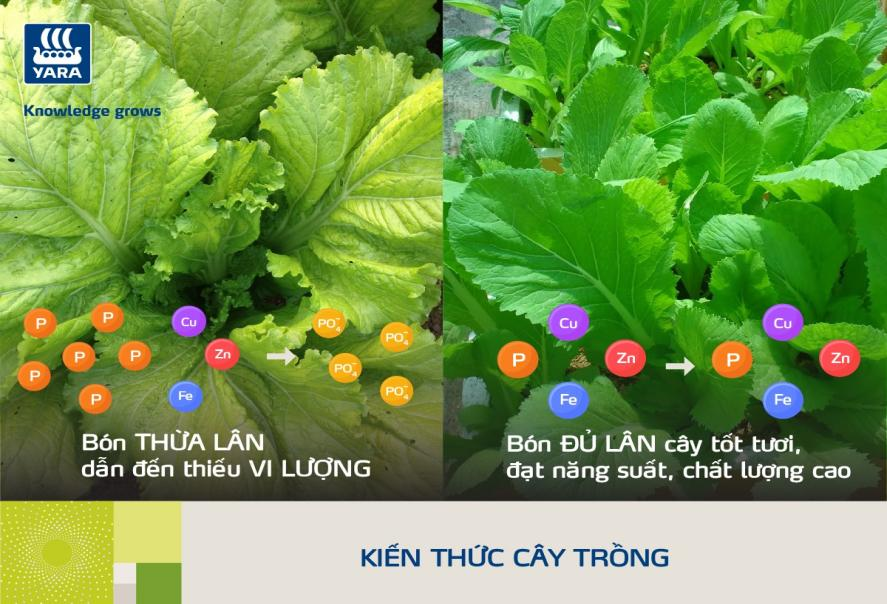 YARA
Knowledge grows
P
P
P
P
P
P
Cu
Zn
Fe
PO₄⁻
PO₄⁻
PO₄⁻
PO₄⁻
Bón THỪA LÂN
dẫn đến thiếu VI LƯỢNG
Cu
P
Zn
Fe
Cu
P
Zn
Fe
Bón ĐỦ LÂN cây tốt tươi,
đạt năng suất, chất lượng cao
KIẾN THỨC CÂY TRỒNG